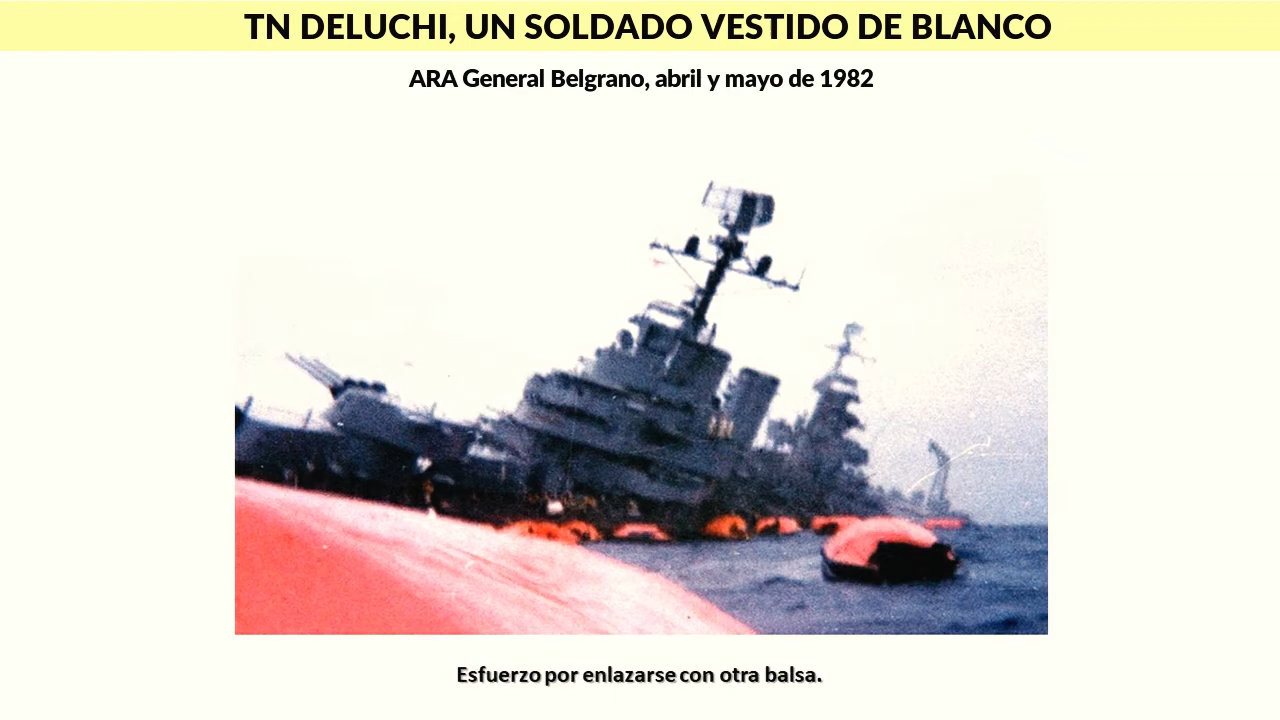 TN DELUCHI, UN SOLDADO VESTIDO DE BLANCO
ARA General Belgrano, abril y mayo de 1982
Esfuerzo por enlazarse con otra balsa.